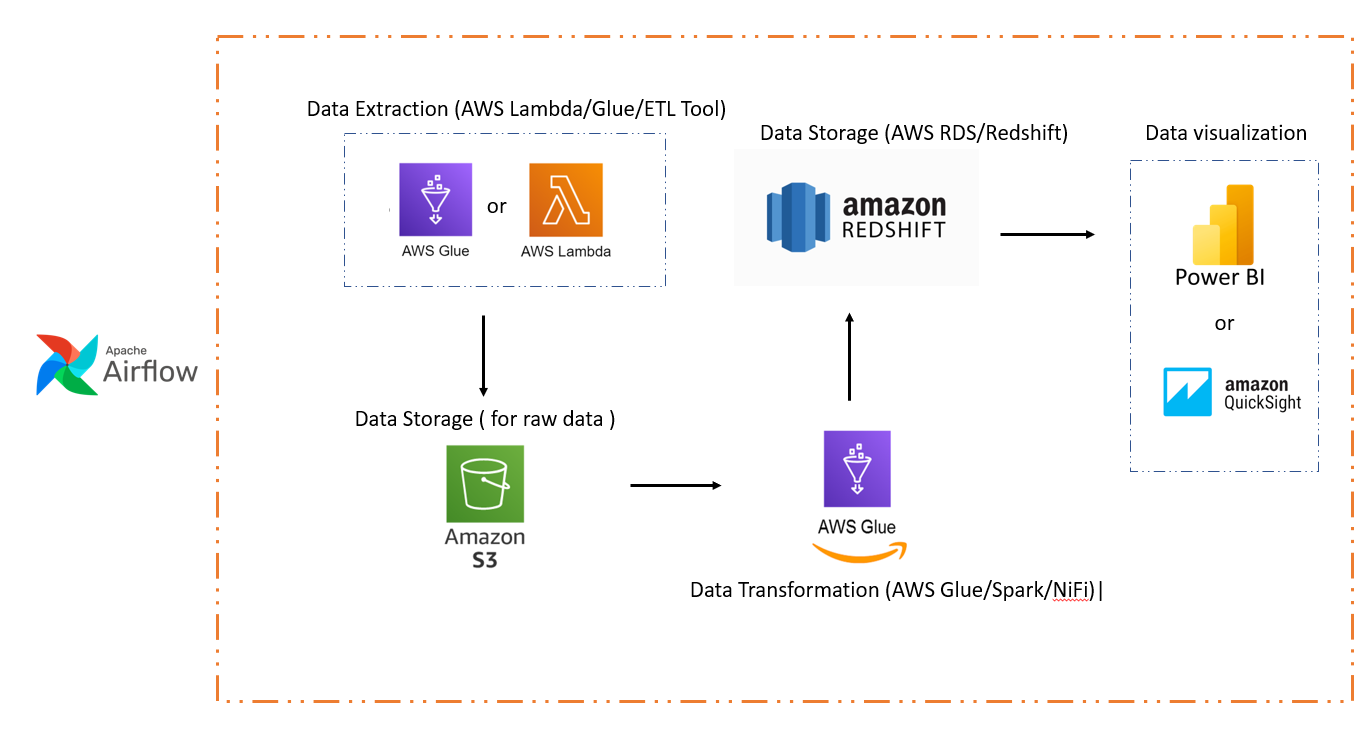 Data Extraction (AWS Lambda/Glue/ETL Tool)
AWS Glue
or
AWS Lambda
Data Storage (AWS RDS/Redshift)
amazon
REDSHIFT
Data visualization
Power BI
or
amazon
QuickSight
Apache
Airflow
Data Storage ( for raw data )
Amazon
S3
AWS Glue
Data Transformation (AWS Glue/Spark/NiFi)|